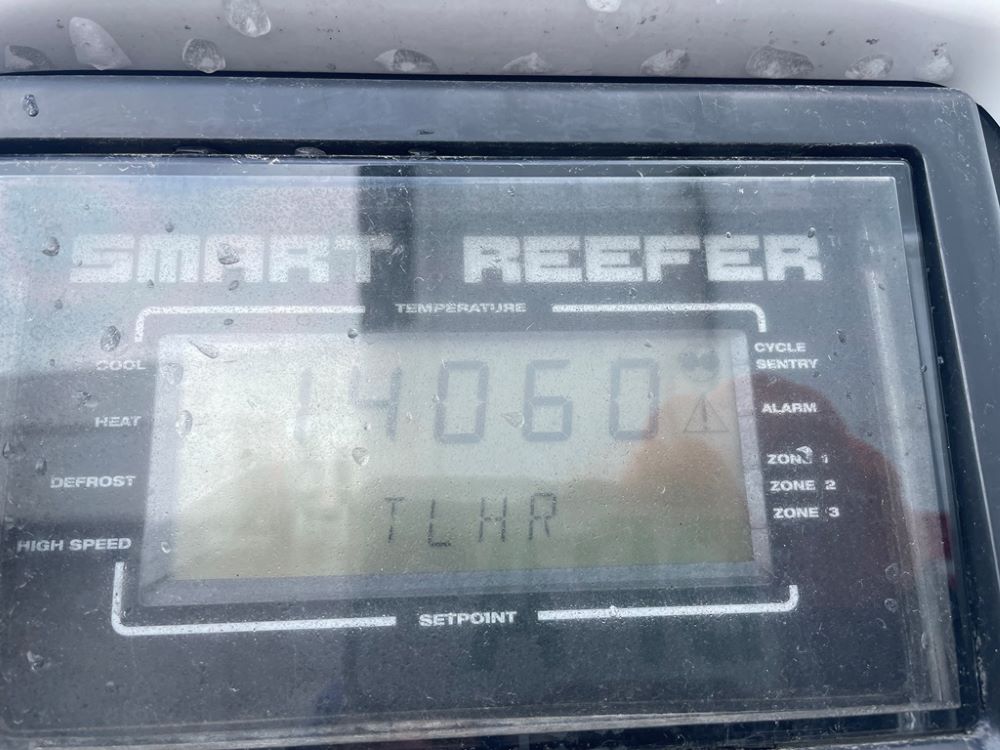 SMART REEFER
TEMPERATURE
COOL
CYCLE
SENTRY
14060
HEAT
ALARM
ZONE 1
DEFROST
ZONE 2
TLHR
ZONE 3
HIGH SPEED
SETPOINT